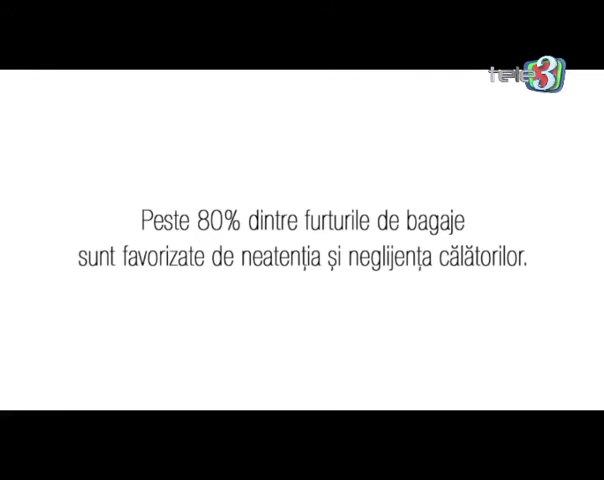 tele3
Peste 80% dintre furturile de bagaje
sunt favorizate de neatenția și neglijența călătorilor.